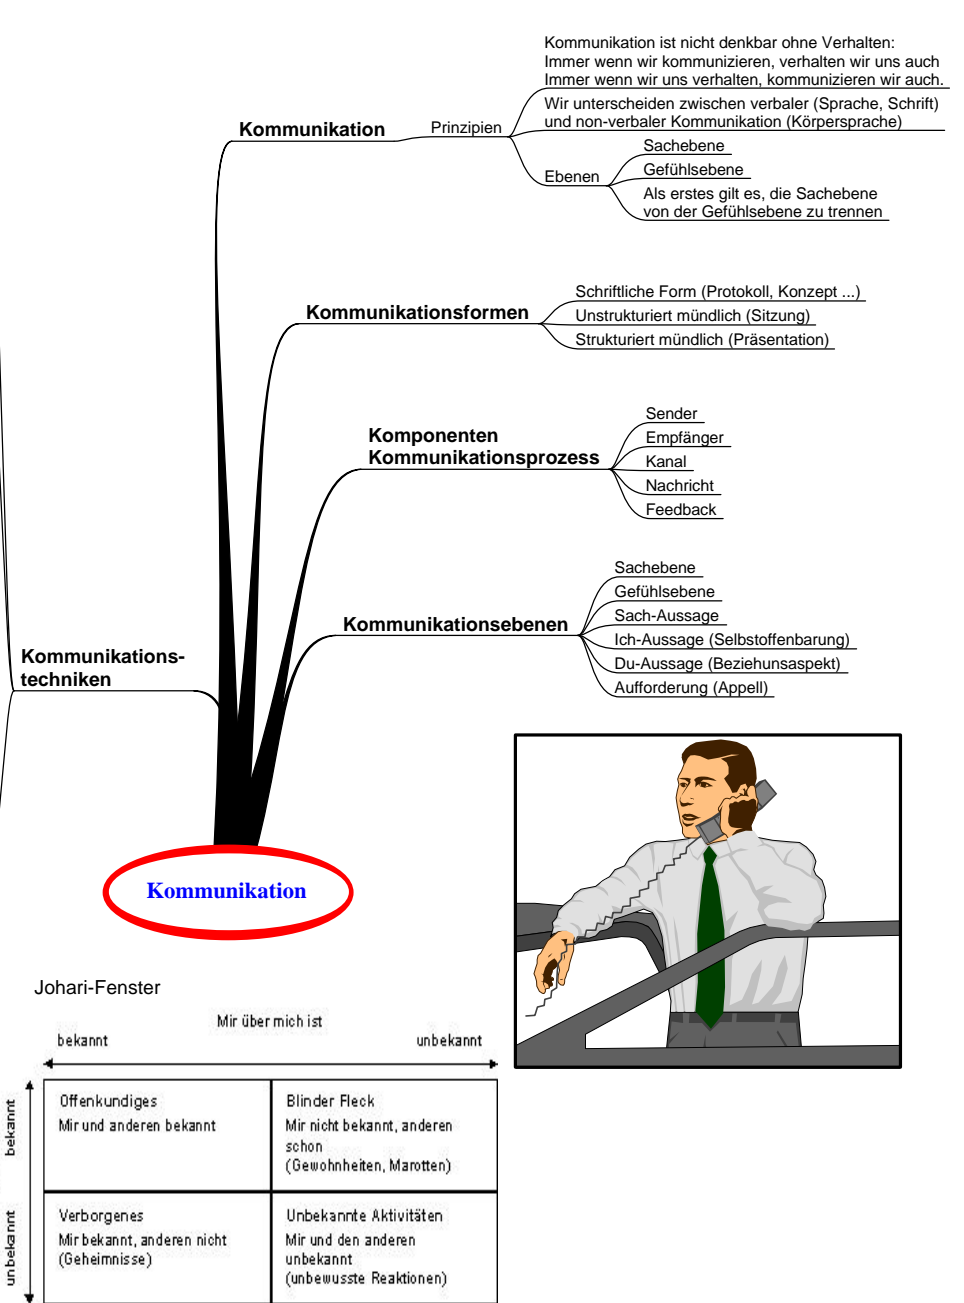 Kommunikation ist nicht denkbar ohne Verhalten:
Immer wenn wir kommunizieren, verhalten wir uns auch
Immer wenn wir uns verhalten, kommunizieren wir auch.
Wir unterscheiden zwischen verbaler (Sprache, Schrift)
und non-verbaler Kommunikation (Körpersprache)
Kommunikation
Prinzipien
Ebenen
Sachebene
Gefühlsebene
Als erstes gilt es, die Sachebene
von der Gefühlsebene zu trennen
Kommunikationsformen
Schriftliche Form (Protokoll, Konzept ...)
Unstrukturiert mündlich (Sitzung)
Strukturiert mündlich (Präsentation)
Komponenten
Kommunikationsprozess
Sender
Empfänger
Kanal
Nachricht
Feedback
Kommunikationsebenen
Sachebene
Gefühlsebene
Sach-Aussage
Ich-Aussage (Selbstoffenbarung)
Du-Aussage (Beziehunsaspekt)
Aufforderung (Appell)
Kommunikations-
techniken
Kommunikation
Johari-Fenster
Mir über mich ist
bekannt
unbekannt
bekannt
Offenkundiges
Mir und anderen bekannt
Blinder Fleck
Mir nicht bekannt, anderen
schon
(Gewohnheiten, Marotten)
unbekannt
Verborgenes
Mir bekannt, anderen nicht
(Geheimnisse)
Unbekannte Aktivitäten
Mir und den anderen
unbekannt
(unbewusste Reaktionen)